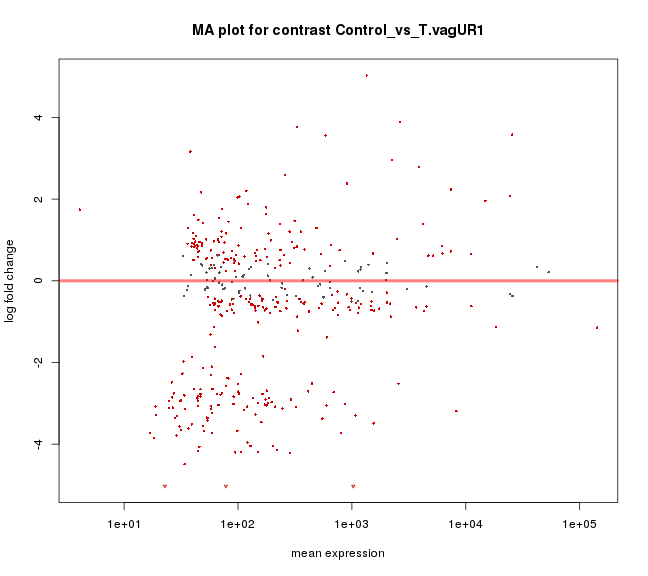 MA plot for contrast Control_vs_T.vagUR1
4
2
0
-2
-4
log fold change
1e+01 1e+02 1e+03 1e+04 1e+05
mean expression